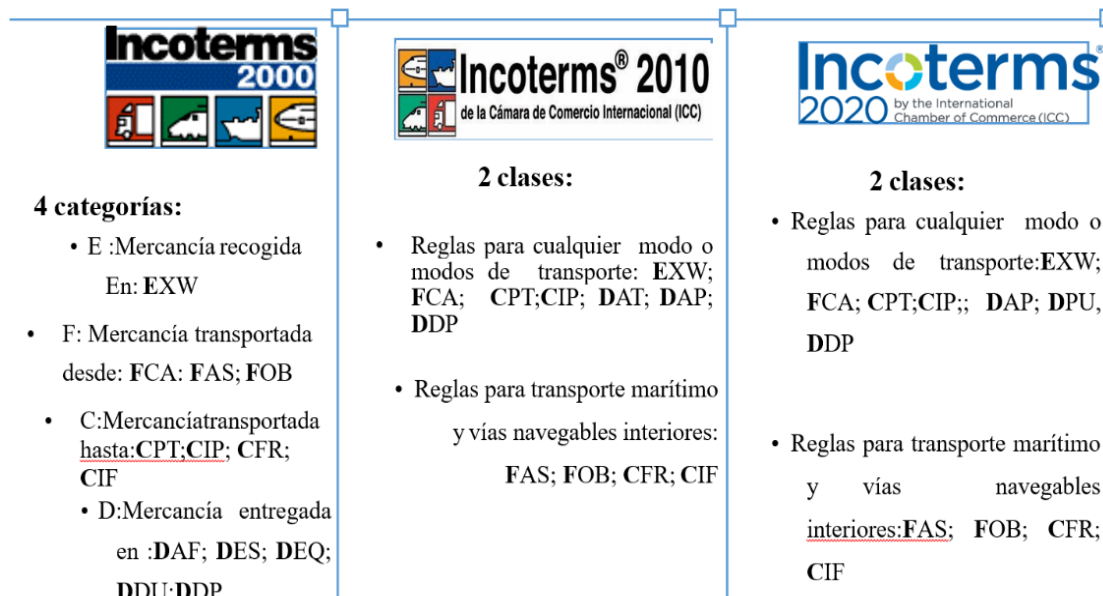 Incoterms
2000
4 categorías:
• E :Mercancía recogida
En: EXW
• F: Mercancía transportada
desde: FCA: FAS; FOB
• C:Mercancíatransportada
hasta:CPT;CIP; CFR;
CIF
• D:Mercancía entregada
en :DAF; DES; DEQ;
DDU;DDP
Incoterms® 2010
de la Cámara de Comercio Internacional (ICC)
2 clases:
• Reglas para cualquier modo o
modos de transporte: EXW;
FCA; CPT;CIP; DAT; DAP;
DDP
• Reglas para transporte marítimo
y vías navegables interiores:
FAS; FOB; CFR; CIF
Incoterms®
2020 by the International
Chamber of Commerce (ICC)
2 clases:
• Reglas para cualquier modo o
modos de transporte:EXW;
FCA; CPT;CIP;; DAP; DPU,
DDP
• Reglas para transporte marítimo
y vías navegables
interiores:FAS; FOB; CFR;
CIF